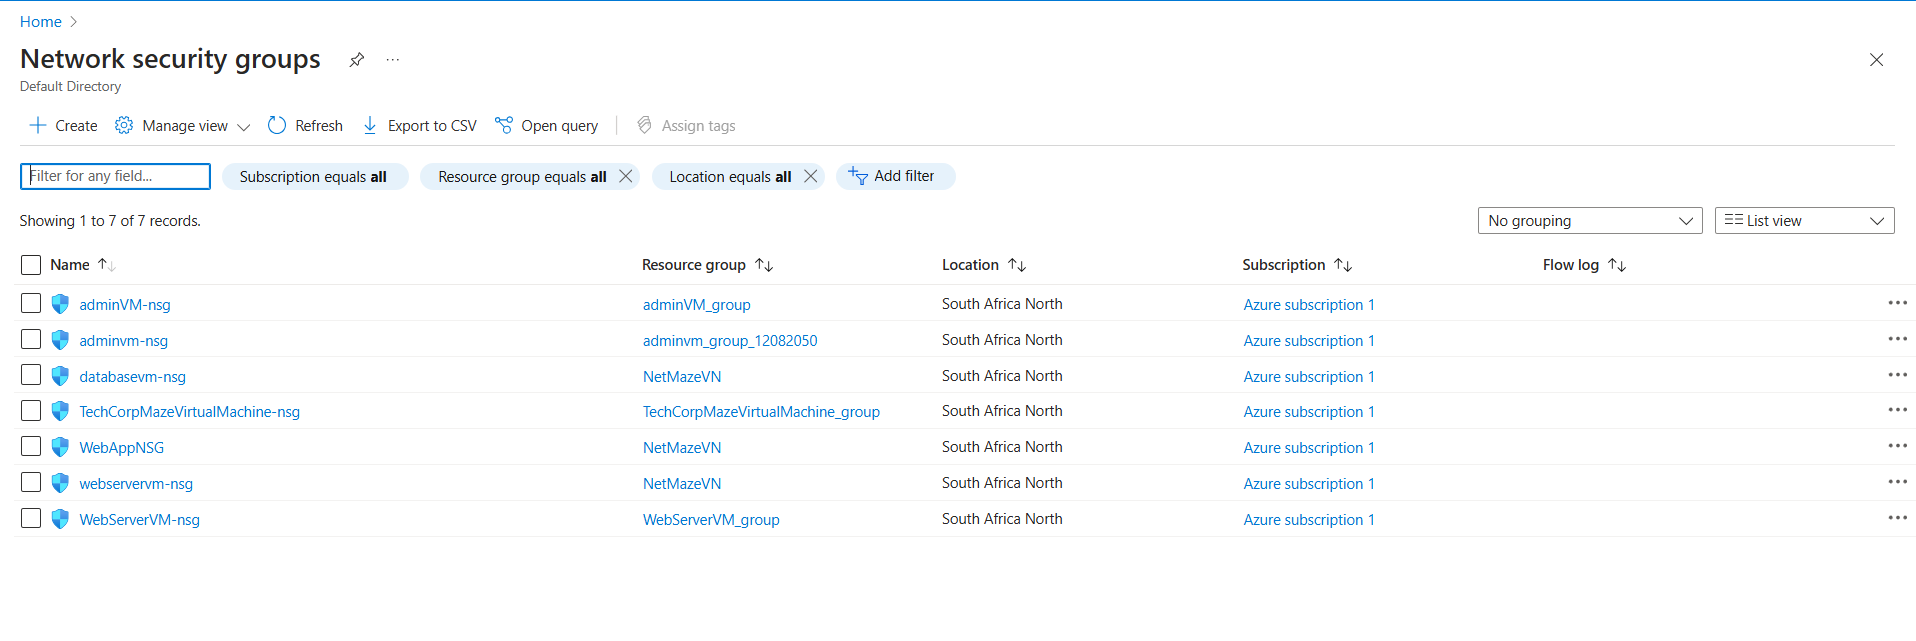 Home
Network security groups
Default Directory
Create Manage view Refresh Export to CSV Open query Assign tags
Filter for any field... Subscription equals all Resource group equals all Location equals all Add filter
Showing 1 to 7 of 7 records. No grouping List view
Name Resource group Location Subscription Flow log
adminVM-nsg adminVM_group South Africa North Azure subscription 1
adminvm-nsg adminvm_group_12082050 South Africa North Azure subscription 1
databasevm-nsg NetMazeVN South Africa North Azure subscription 1
TechCorpMazeVirtualMachine-nsg TechCorpMazeVirtualMachine_group South Africa North Azure subscription 1
WebAppNSG NetMazeVN South Africa North Azure subscription 1
webservervm-nsg NetMazeVN South Africa North Azure subscription 1
WebServerVM-nsg WebServerVM_group South Africa North Azure subscription 1